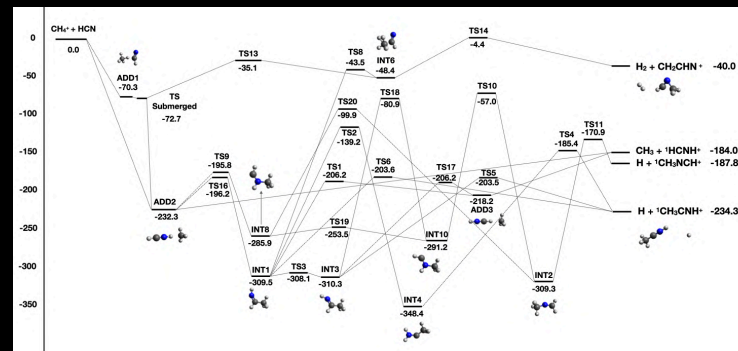 CH₄⁺ + HCN
0.0
ADD1
-70.3
TS
Submerged
-72.7
TS13
-35.1
TS8
-43.5
INT6
-48.4
TS14
-4.4
H₂ + CH₂CHN⁺ -40.0
TS20
-99.9
TS2
-139.2
TS18
-80.9
TS10
-57.0
TS4
-185.4
TS11
-170.9
CH₃ + ¹HCNH⁺ -184.0
H + ¹CH₃NCH⁺ -187.8
TS9
-195.8
TS16
-196.2
TS1
-206.2
TS6
-203.6
TS17
-206.2
TS5
-203.5
-218.2
ADD3
ADD2
-232.3
H + ¹CH₃CNH⁺ -234.3
INT8
-285.9
TS19
-253.5
INT10
-291.2
INT1
-309.5
TS3
-308.1
INT3
-310.3
INT4
-348.4
INT2
-309.3
0
-50
-100
-150
-200
-250
-300
-350